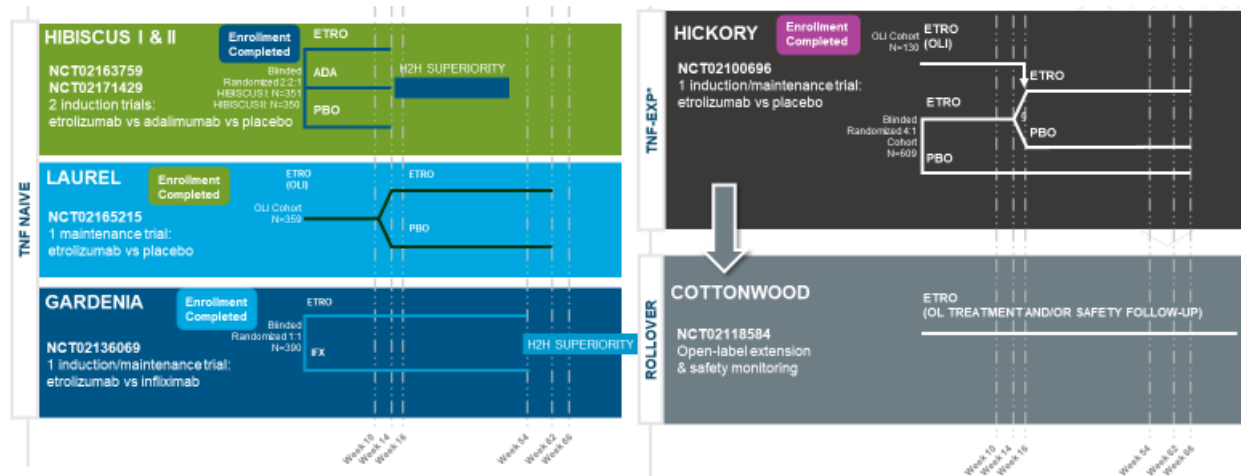 TNF NAIVE
HIBISCUS I & II
Enrollment
Completed
NCT02163759
NCT02171429
2 induction trials:
etrolizumab vs adalimumab vs placebo
Blinded
Randomized 2:2:1
HIBISCUS I: N=351
HIBISCUS II: N=350
ETRO
ADA
PBO
H2H SUPERIORITY
LAUREL
Enrollment
Completed
NCT02165215
1 maintenance trial:
etrolizumab vs placebo
ETRO
(OLI)
OLI Cohort
N=359
ETRO
PBO
GARDENIA
Enrollment
Completed
NCT02136069
1 induction/maintenance trial:
etrolizumab vs infliximab
Blinded
Randomized 1:1
N=390
ETRO
IFX
H2H SUPERIORITY
Week 10
Week 14
Week 16
Week 54
Week 62
Week 66
TNF-EXP*
HICKORY
Enrollment
Completed
NCT02100696
1 induction/maintenance trial:
etrolizumab vs placebo
OLI Cohort
N=130
ETRO
(OLI)
ETRO
ETRO
Blinded
Randomized 4:1
Cohort
N=609
PBO
§
PBO
ROLLOVER
COTTONWOOD
NCT02118584
Open-label extension
& safety monitoring
ETRO
(OL TREATMENT AND/OR SAFETY FOLLOW-UP)
Week 10
Week 14
Week 16
Week 54
Week 62
Week 66